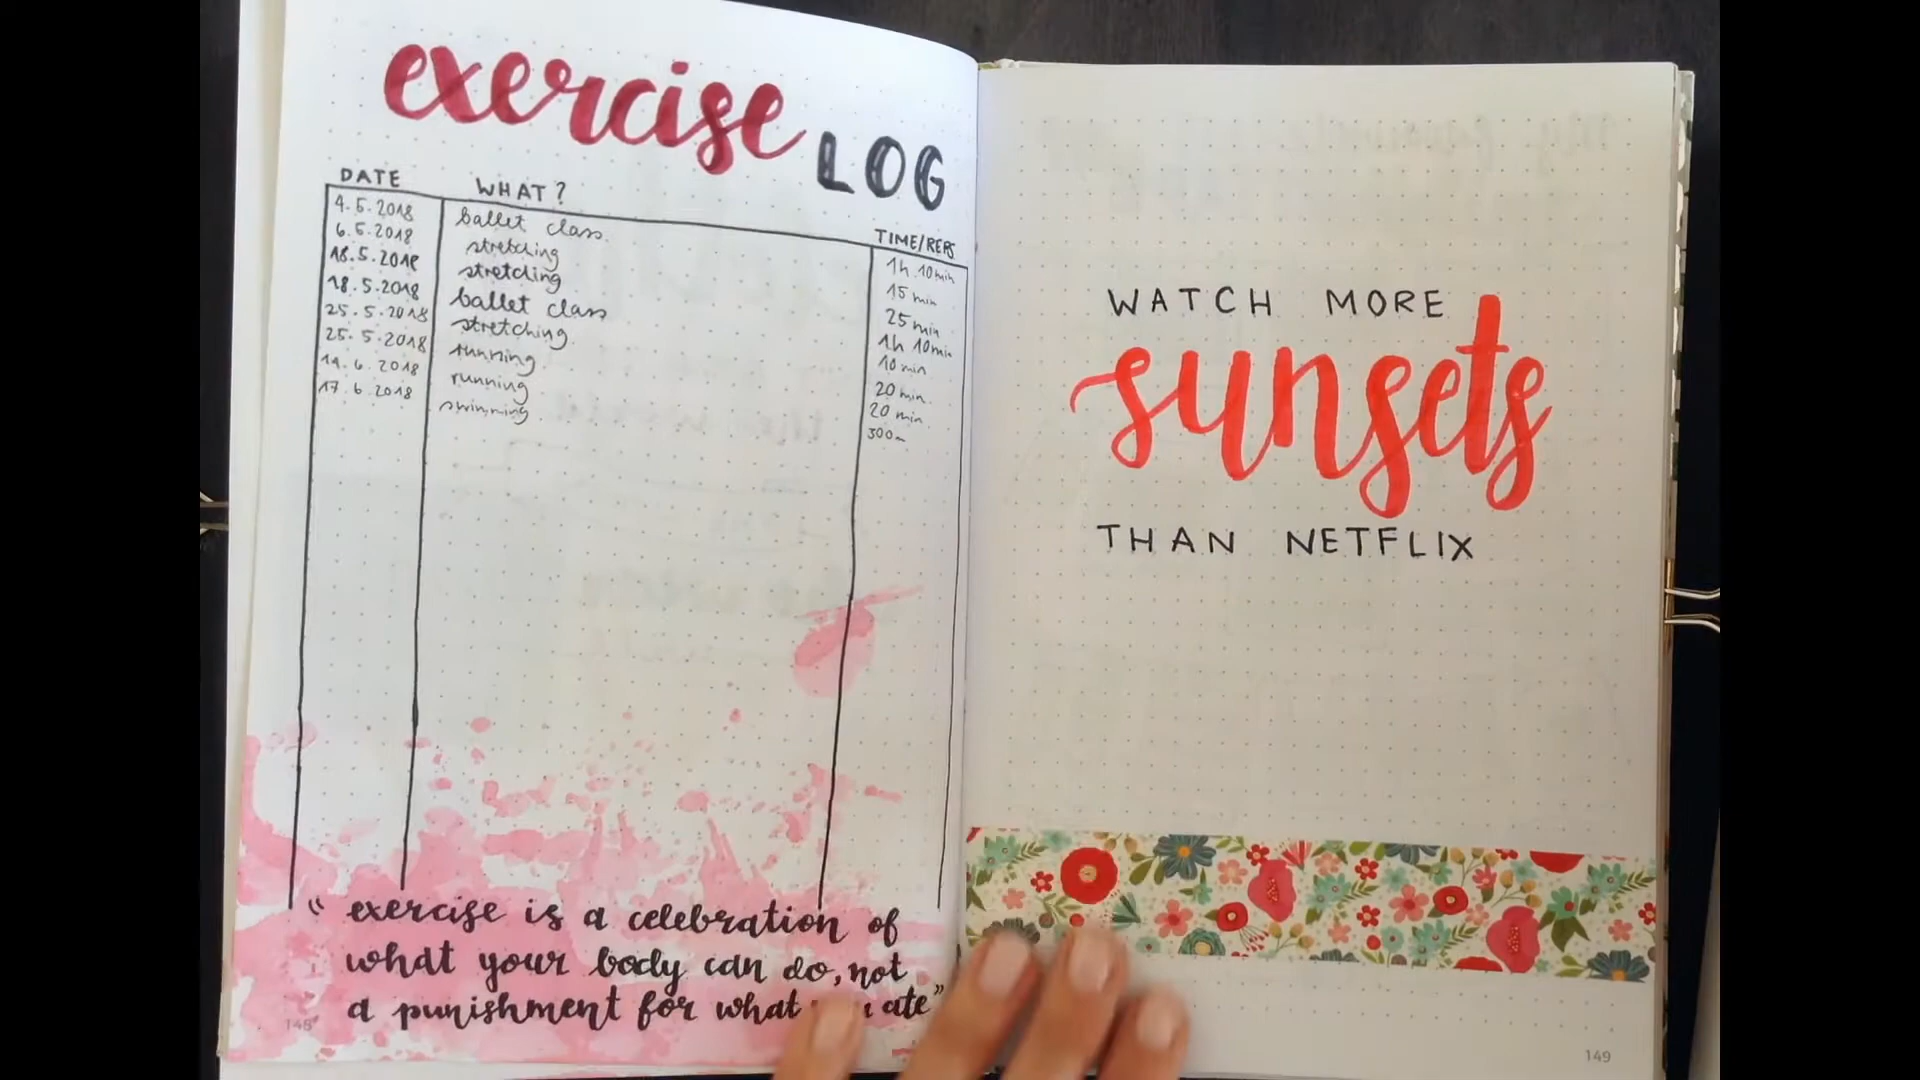 exercise LOG
DATE WHAT? TIME/REPS
4.5.2018 ballet class 1h 10min
6.5.2018 stretching 15 min
18.5.2018 stretching 25 min
18.5.2018 ballet class 1h 10min
25.5.2018 stretching 10 min
25.5.2018 running 20 min
14.6.2018 running 20 min
17.6.2018 swimming 300m
"exercise is a celebration of
what your body can do, not
a punishment for what ate"
148
WATCH MORE
sunsets
THAN NETFLIX
149